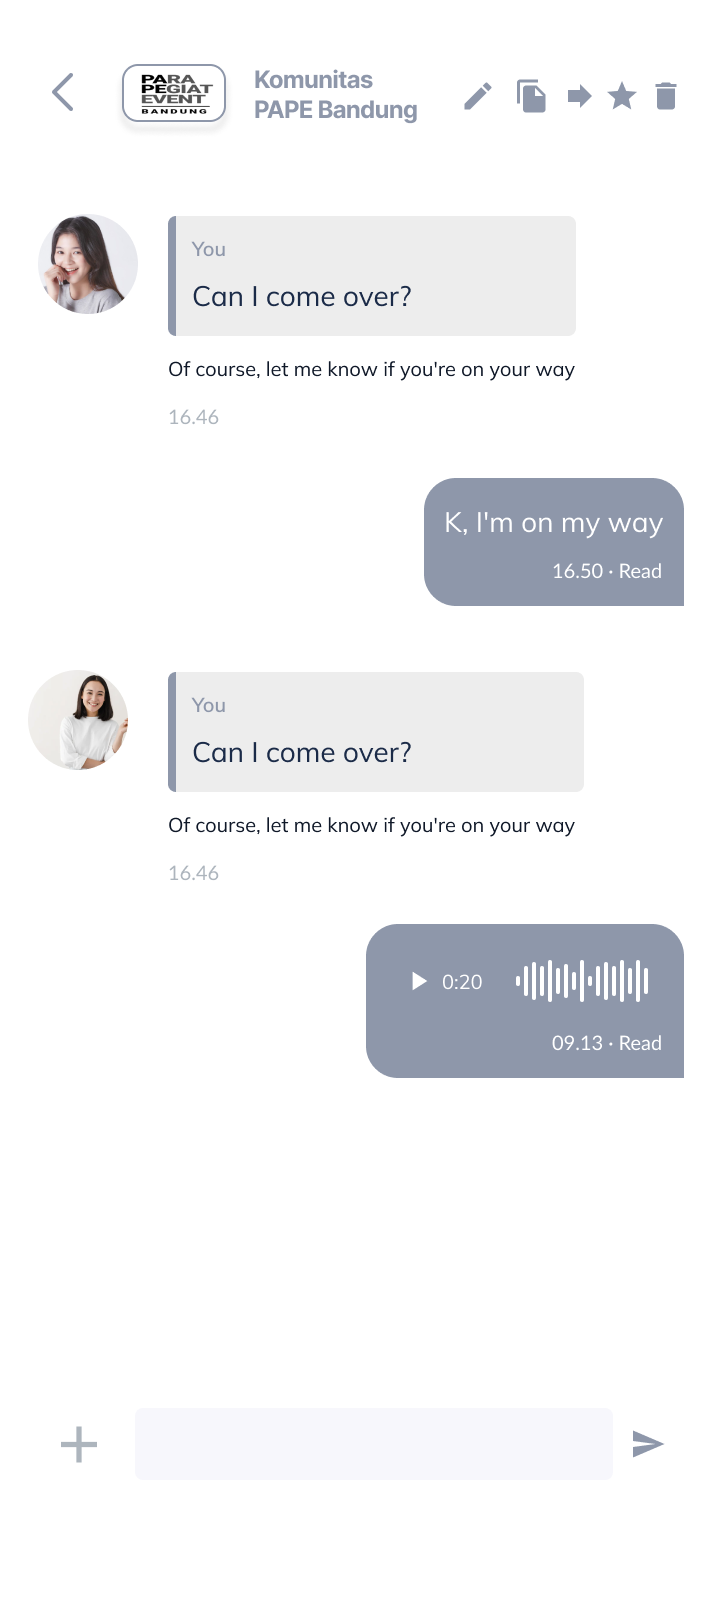 PARA
PEGIAT
EVENT
BANDUNG
Komunitas
PAPE Bandung
You
Can I come over?
Of course, let me know if you're on your way
16.46
K, I'm on my way
16.50 · Read
You
Can I come over?
Of course, let me know if you're on your way
16.46
0:20
09.13 · Read